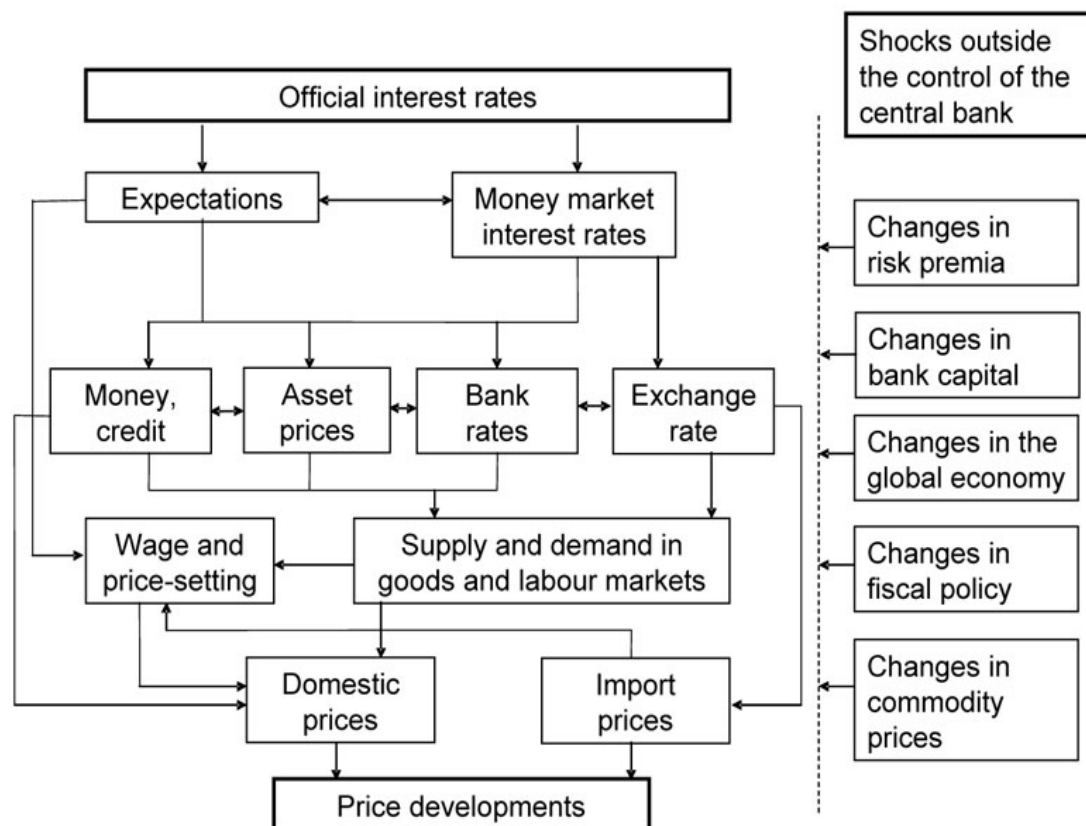 Official interest rates
Shocks outside
the control of the
central bank
Expectations
Money market
interest rates
Changes in
risk premia
Changes in
bank capital
Money,
credit
Asset
prices
Bank
rates
Exchange
rate
Changes in the
global economy
Wage and
price-setting
Supply and demand in
goods and labour markets
Changes in
fiscal policy
Domestic
prices
Import
prices
Changes in
commodity
prices
Price developments